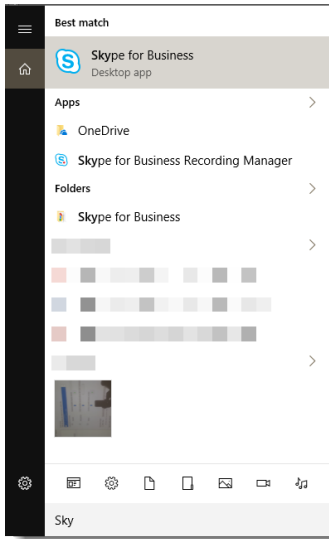 Best match
Skype for Business
Desktop app
Apps
OneDrive
Skype for Business Recording Manager
Folders
Skype for Business
Sky